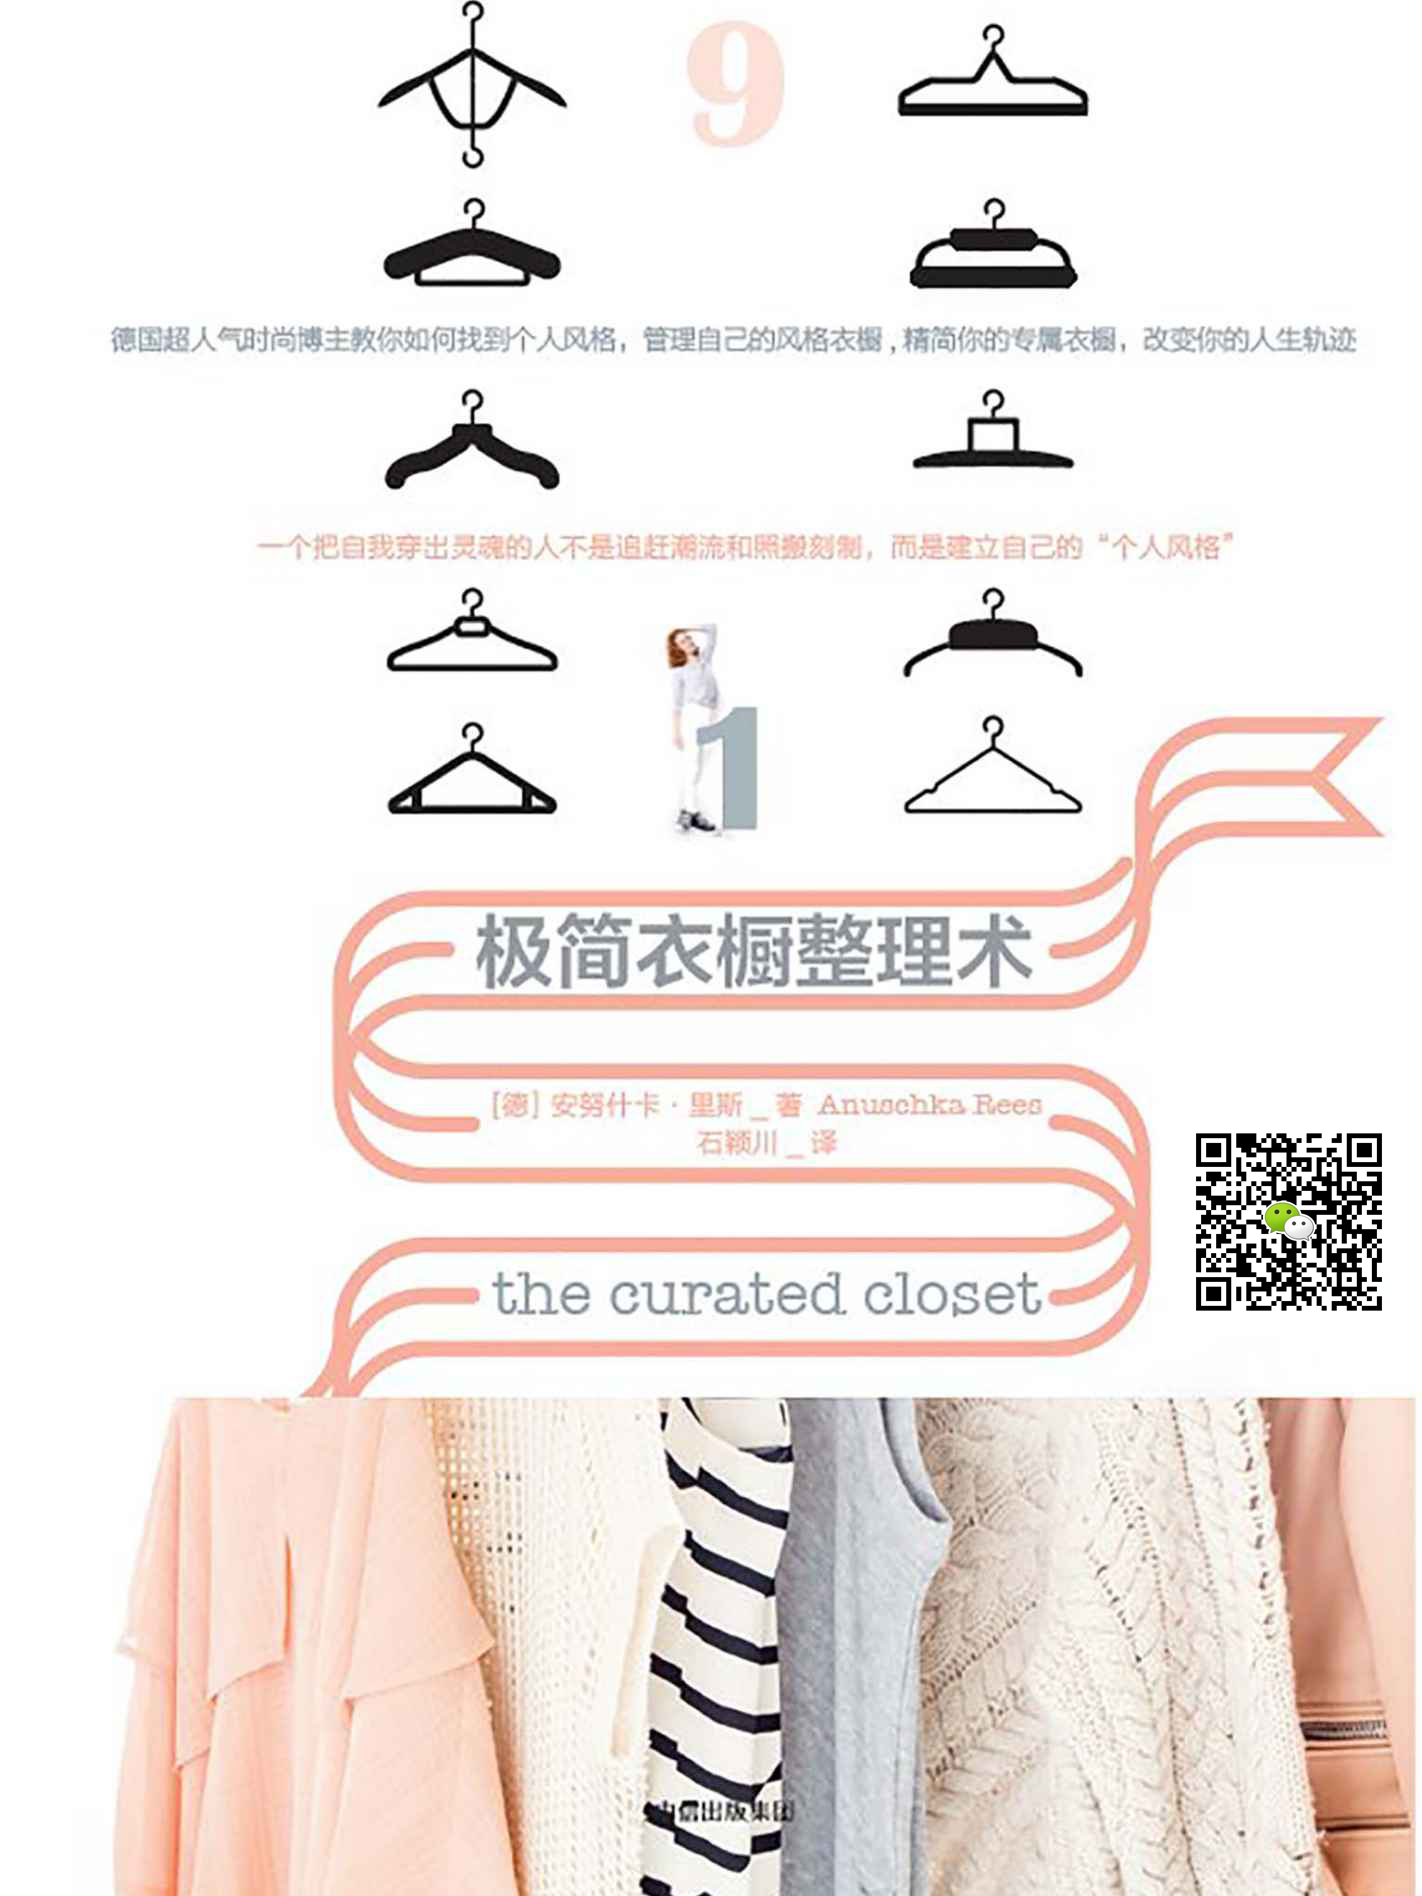 9
德国超人气时尚博主教你如何找到个人风格，管理自己的风格衣橱，精简你的专属衣橱，改变你的人生轨迹
一个把自我穿出灵魂的人不是追赶潮流和照搬刻制，而是建立自己的“个人风格”
1
极简衣橱整理术
[德] 安努什卡·里斯_著 Anuschka Rees
石颖川_译
the curated closet
中信出版集团